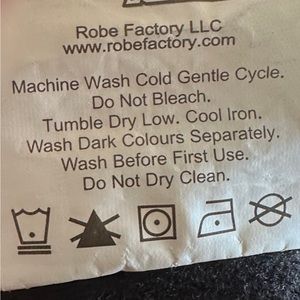 Robe Factory LLC
www.robefactory.com
Machine Wash Cold Gentle Cycle.
Do Not Bleach.
Tumble Dry Low. Cool Iron.
Wash Dark Colours Separately.
Wash Before First Use.
Do Not Dry Clean.